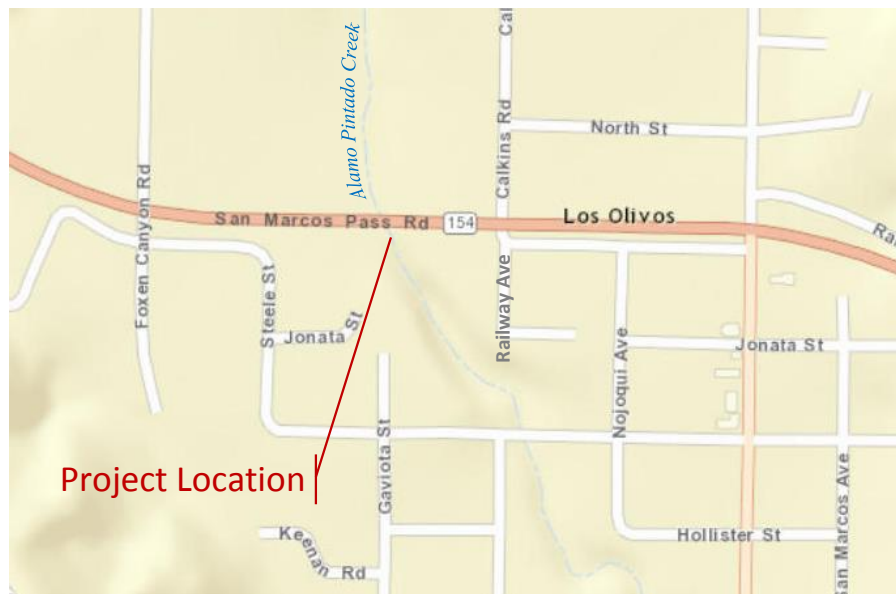 Cal
Alamo Pintado Creek
Calkins Rd
North St
Foxen Canyon Rd
San Marcos Pass Rd
154
Los Olivos
Ra
Steele St
Jonata St
Railway Ave
Nojoqui Ave
Jonata St
Gaviota St
Project Location
Keenan Rd
Hollister St
San Marcos Ave